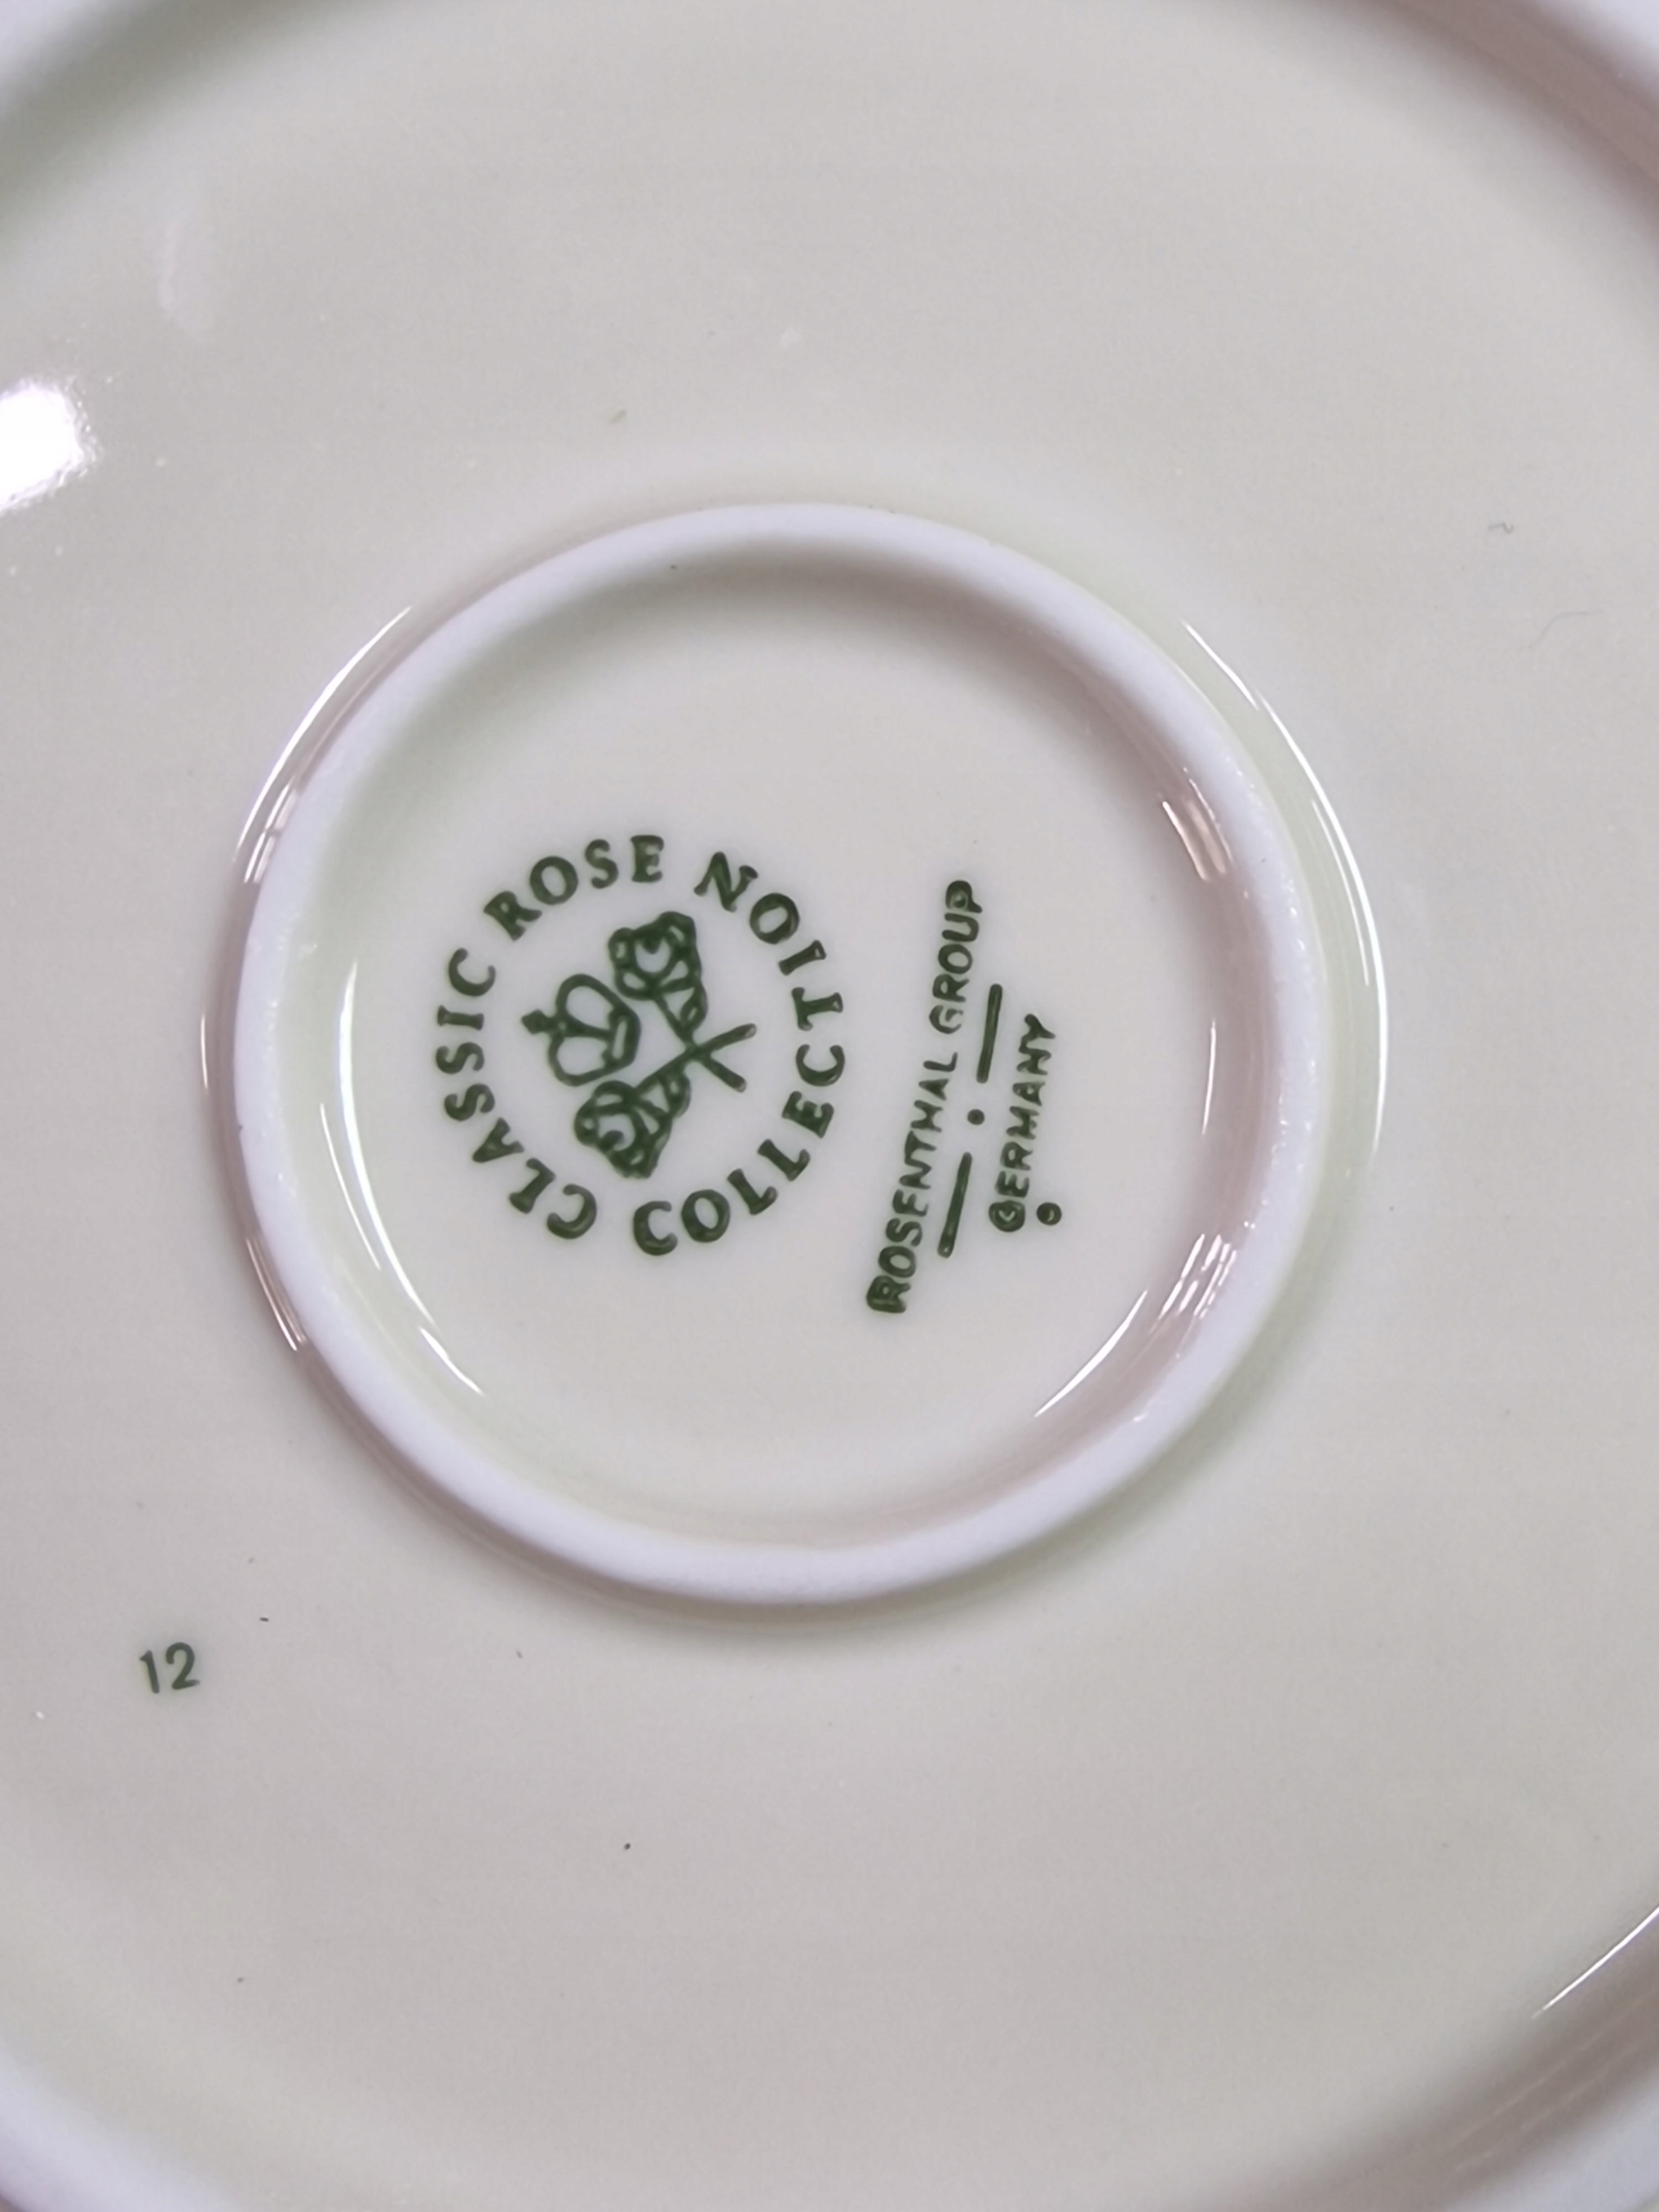 CLASSIC ROSE COLLECTION
ROSENTHAL GROUP
GERMANY
12